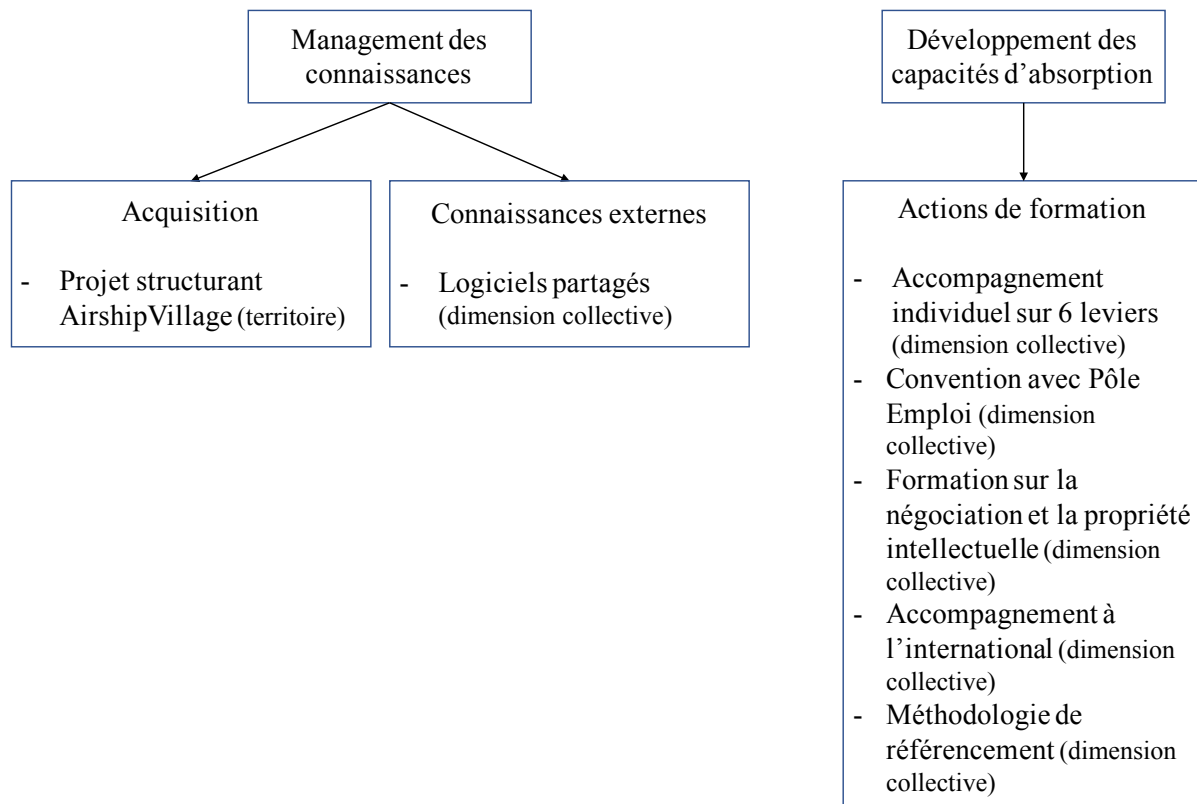 Management des
connaissances
Développement des
capacités d’absorption
Acquisition
- Projet structurant
AirshipVillage (territoire)
Connaissances externes
- Logiciels partagés
(dimension collective)
Actions de formation
- Accompagnement
individuel sur 6 leviers
(dimension collective)
- Convention avec Pôle
Emploi (dimension
collective)
- Formation sur la
négociation et la propriété
intellectuelle (dimension
collective)
- Accompagnement à
l’international (dimension
collective)
- Méthodologie de
référencement (dimension
collective)